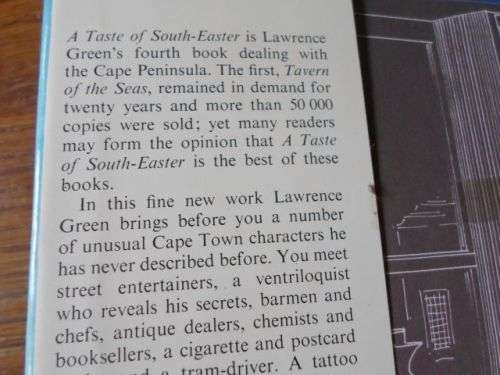 A Taste of South-Easter is Lawrence
Green's fourth book dealing with
the Cape Peninsula. The first, Tavern
of the Seas, remained in demand for
twenty years and more than 50 000
copies were sold; yet many readers
may form the opinion that A Taste
of South-Easter is the best of these
books.
In this fine new work Lawrence
Green brings before you a number
of unusual Cape Town characters he
has never described before. You meet
street entertainers, a ventriloquist
who reveals his secrets, barmen and
chefs, antique dealers, chemists and
booksellers, a cigarette and postcard
a tram-driver. A tattoo